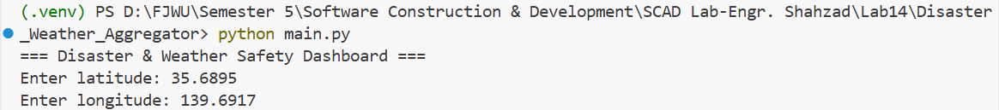 (.venv) PS D:\FJWU\Semester 5\Software Construction & Development\SCAD Lab-Engr. Shahzad\Lab14\Disaster
_Weather_Aggregator> python main.py
=== Disaster & Weather Safety Dashboard ===
Enter latitude: 35.6895
Enter longitude: 139.6917